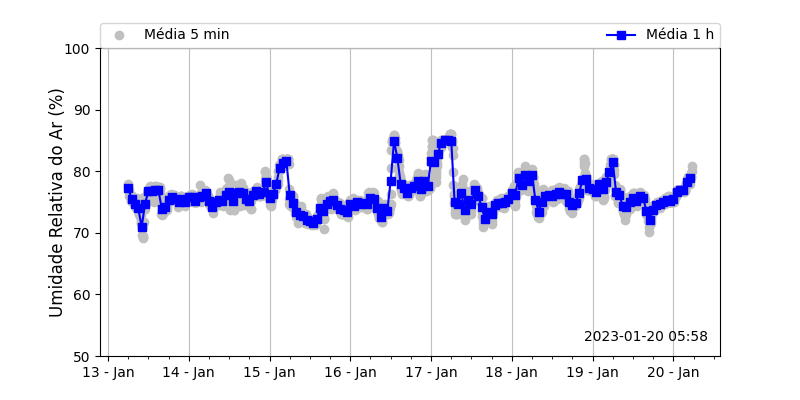 Média 5 min
Média 1 h
Umidade Relativa do Ar (%)
100
90
80
70
60
50
2023-01-20 05:58
13 - Jan
14 - Jan
15 - Jan
16 - Jan
17 - Jan
18 - Jan
19 - Jan
20 - Jan